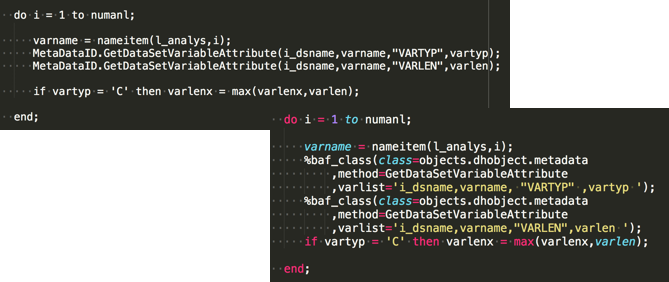 do i = 1 to numanl;
varname = nameitem(l_analys,i);
MetaDataID.GetDataSetVariableAttribute(i_dsname,varname,"VARTYP",vartyp);
MetaDataID.GetDataSetVariableAttribute(i_dsname,varname,"VARLEN",varlen);
if vartyp = 'C' then varlenx = max(varlenx,varlen);
end;
do i = 1 to numanl;
varname = nameitem(l_analys,i);
%baf_class(class=objects.dhobject.metadata
,method=GetDataSetVariableAttribute
,varlist='i_dsname,varname, "VARTYP" ,vartyp ');
%baf_class(class=objects.dhobject.metadata
,method=GetDataSetVariableAttribute
,varlist='i_dsname,varname,"VARLEN",varlen ');
if vartyp = 'C' then varlenx = max(varlenx,varlen);
end;